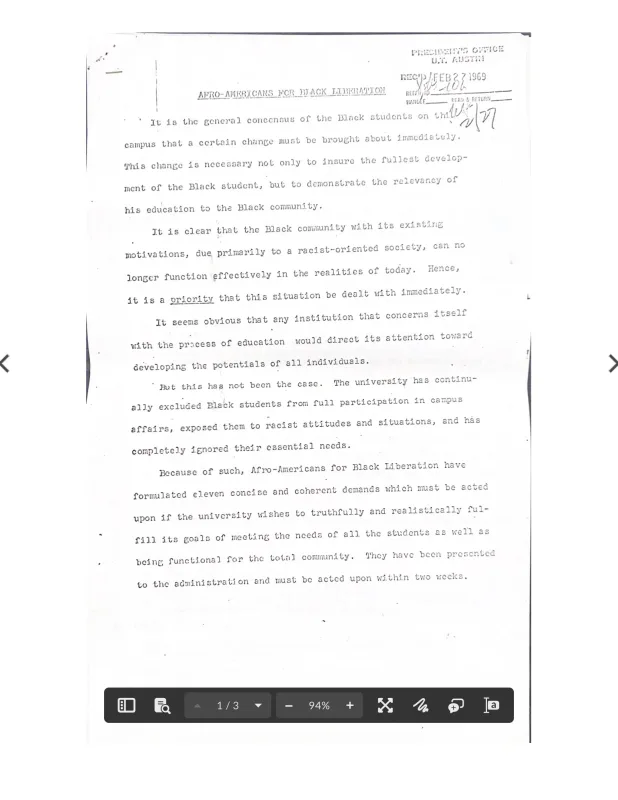 PRESIDENT'S OFFICE
U.T. AUSTIN
REC'D FEB 27 1969
AFRO-AMERICANS FOR BLACK LIBERATION
It is the general concensus of the Black students on this
campus that a certain change must be brought about immediately.
This change is necessary not only to insure the fullest develop-
ment of the Black student, but to demonstrate the relevancy of
his education to the Black community.
It is clear that the Black community with its existing
motivations, due primarily to a racist-oriented society, can no
longer function effectively in the realities of today. Hence,
it is a priority that this situation be dealt with immediately.
It seems obvious that any institution that concerns itself
with the process of education would direct its attention toward
developing the potentials of all individuals.
But this has not been the case. The university has continu-
ally excluded Black students from full participation in campus
affairs, exposed them to racist attitudes and situations, and has
completely ignored their essential needs.
Because of such, Afro-Americans for Black Liberation have
formulated eleven concise and coherent demands which must be acted
upon if the university wishes to truthfully and realistically ful-
fill its goals of meeting the needs of all the students as well as
being functional for the total community. They have been presented
to the administration and must be acted upon within two weeks.
1 / 3
94%